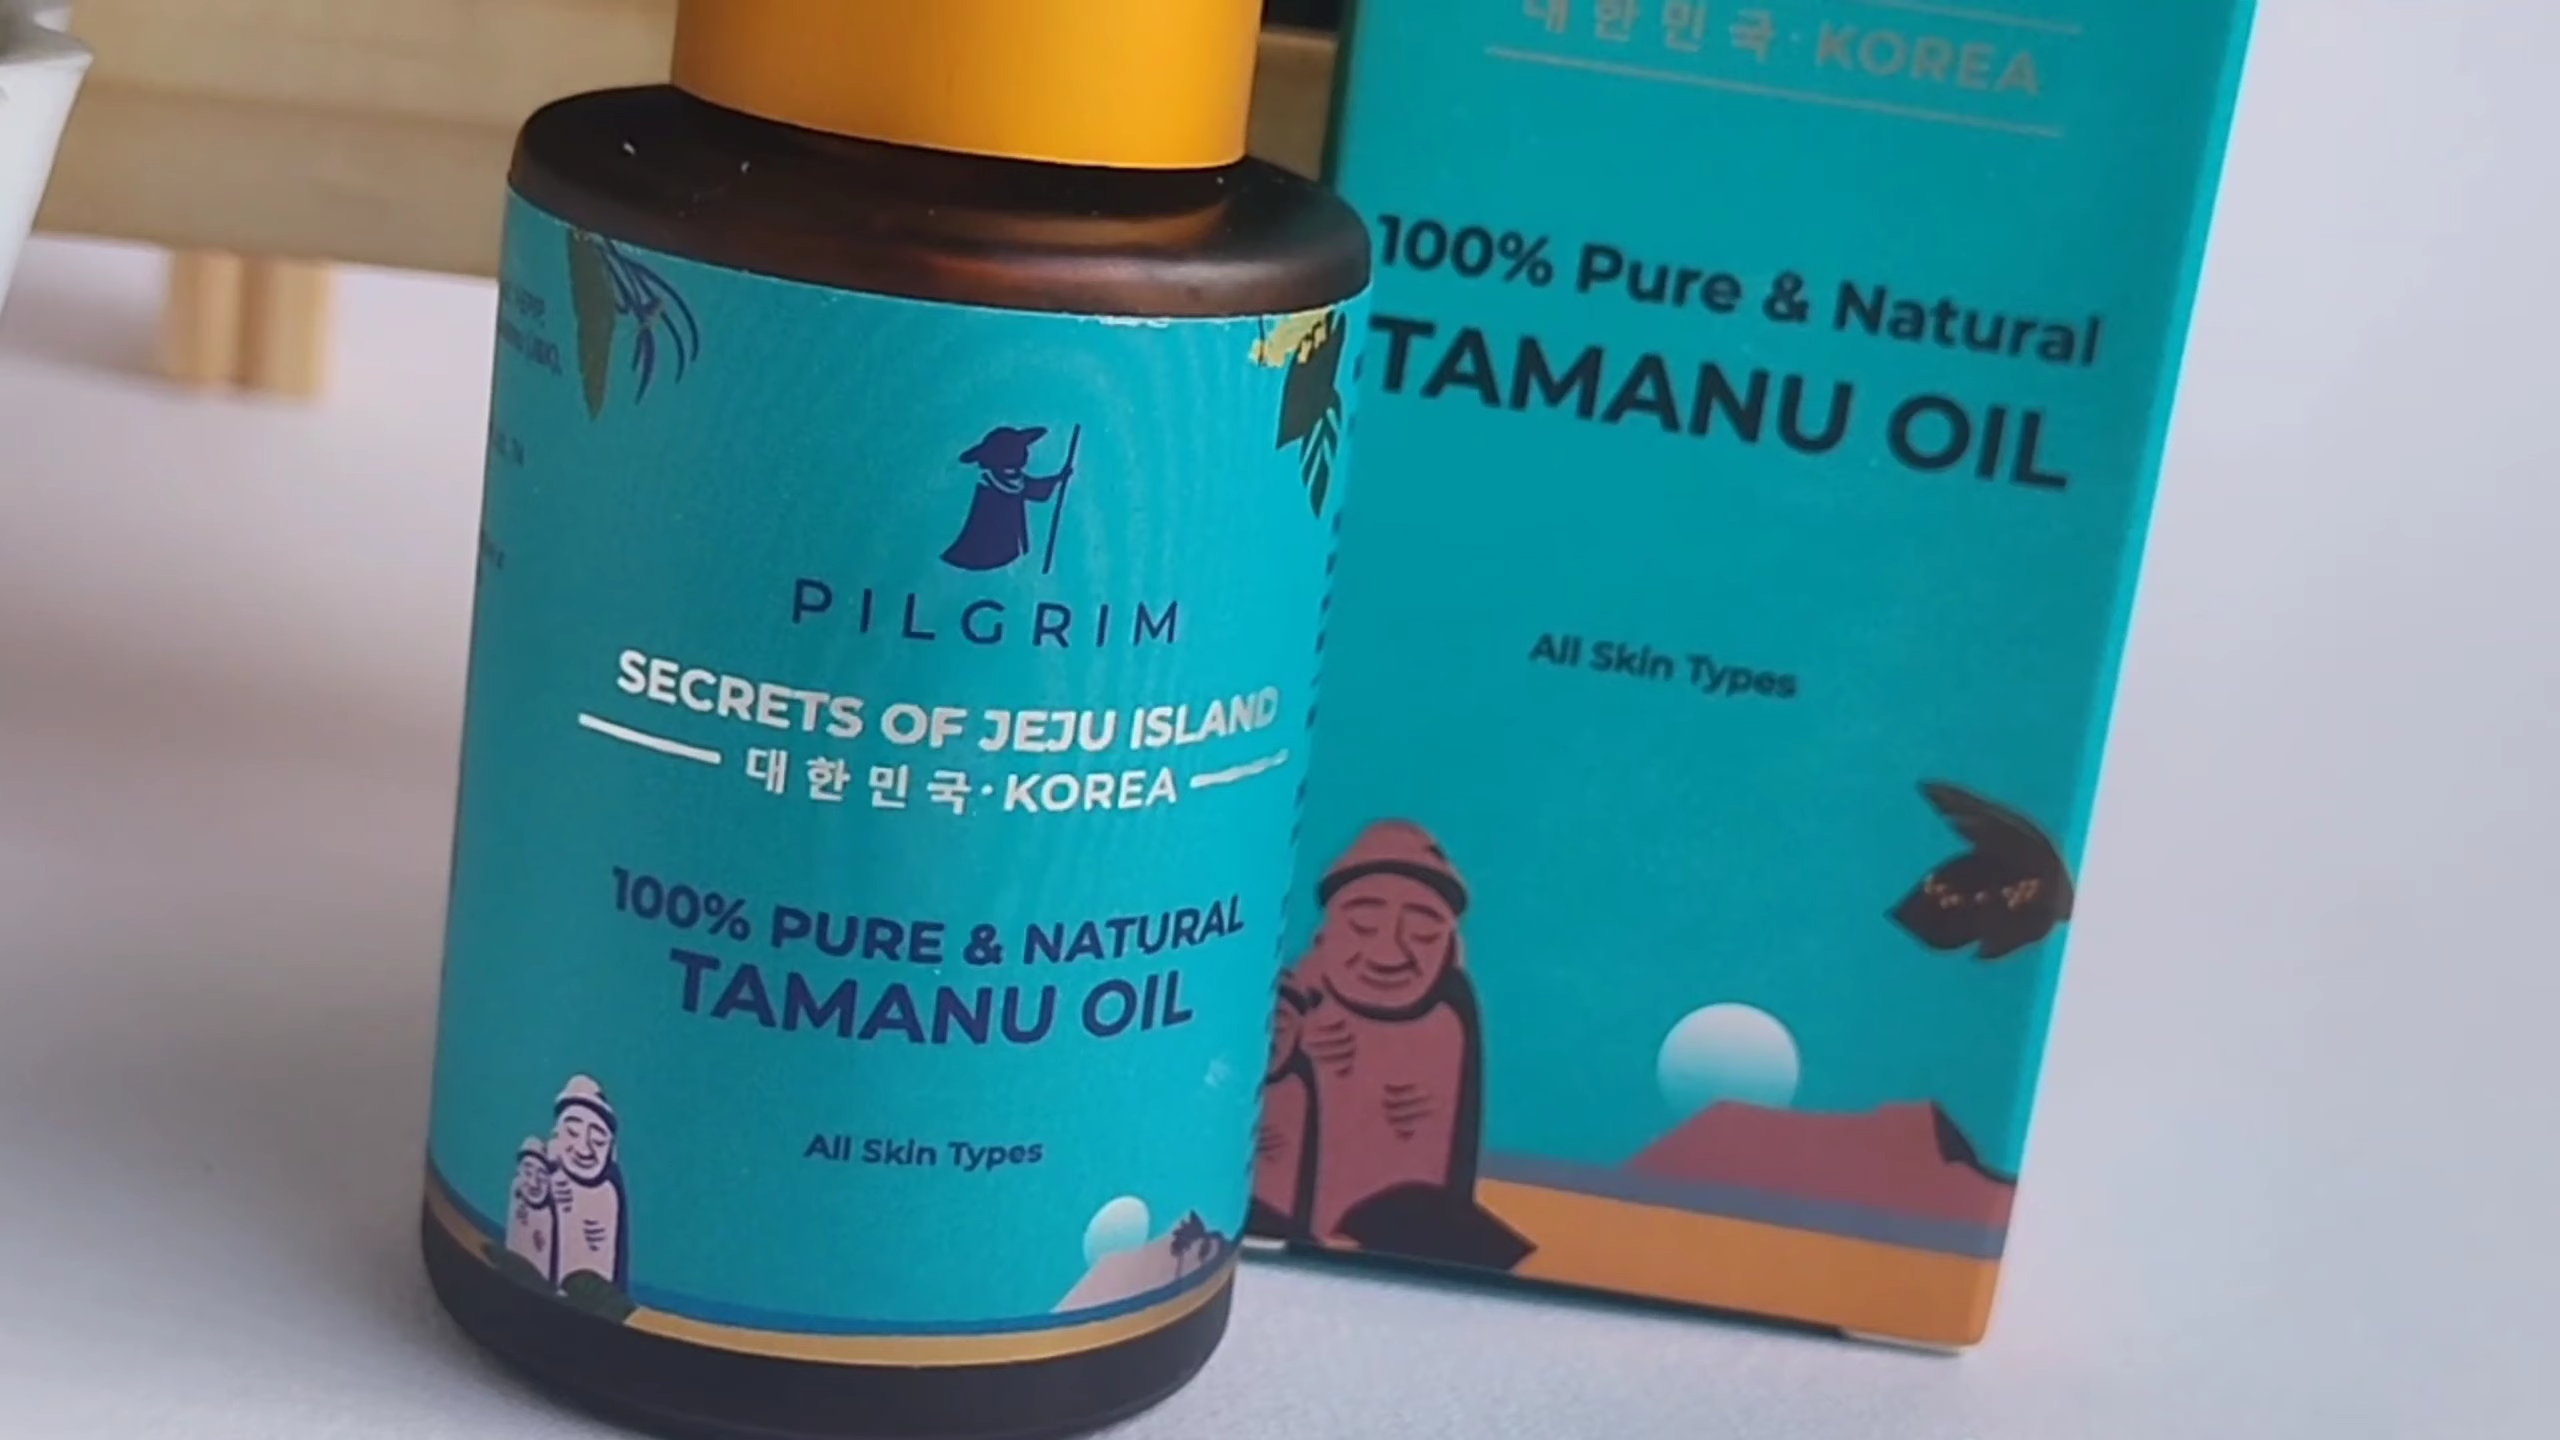 PILGRIM
SECRETS OF JEJU ISLAND
대한민국·KOREA
100% PURE & NATURAL
TAMANU OIL
All Skin Types
대한민국·KOREA
100% Pure & Natural
TAMANU OIL
All Skin Types